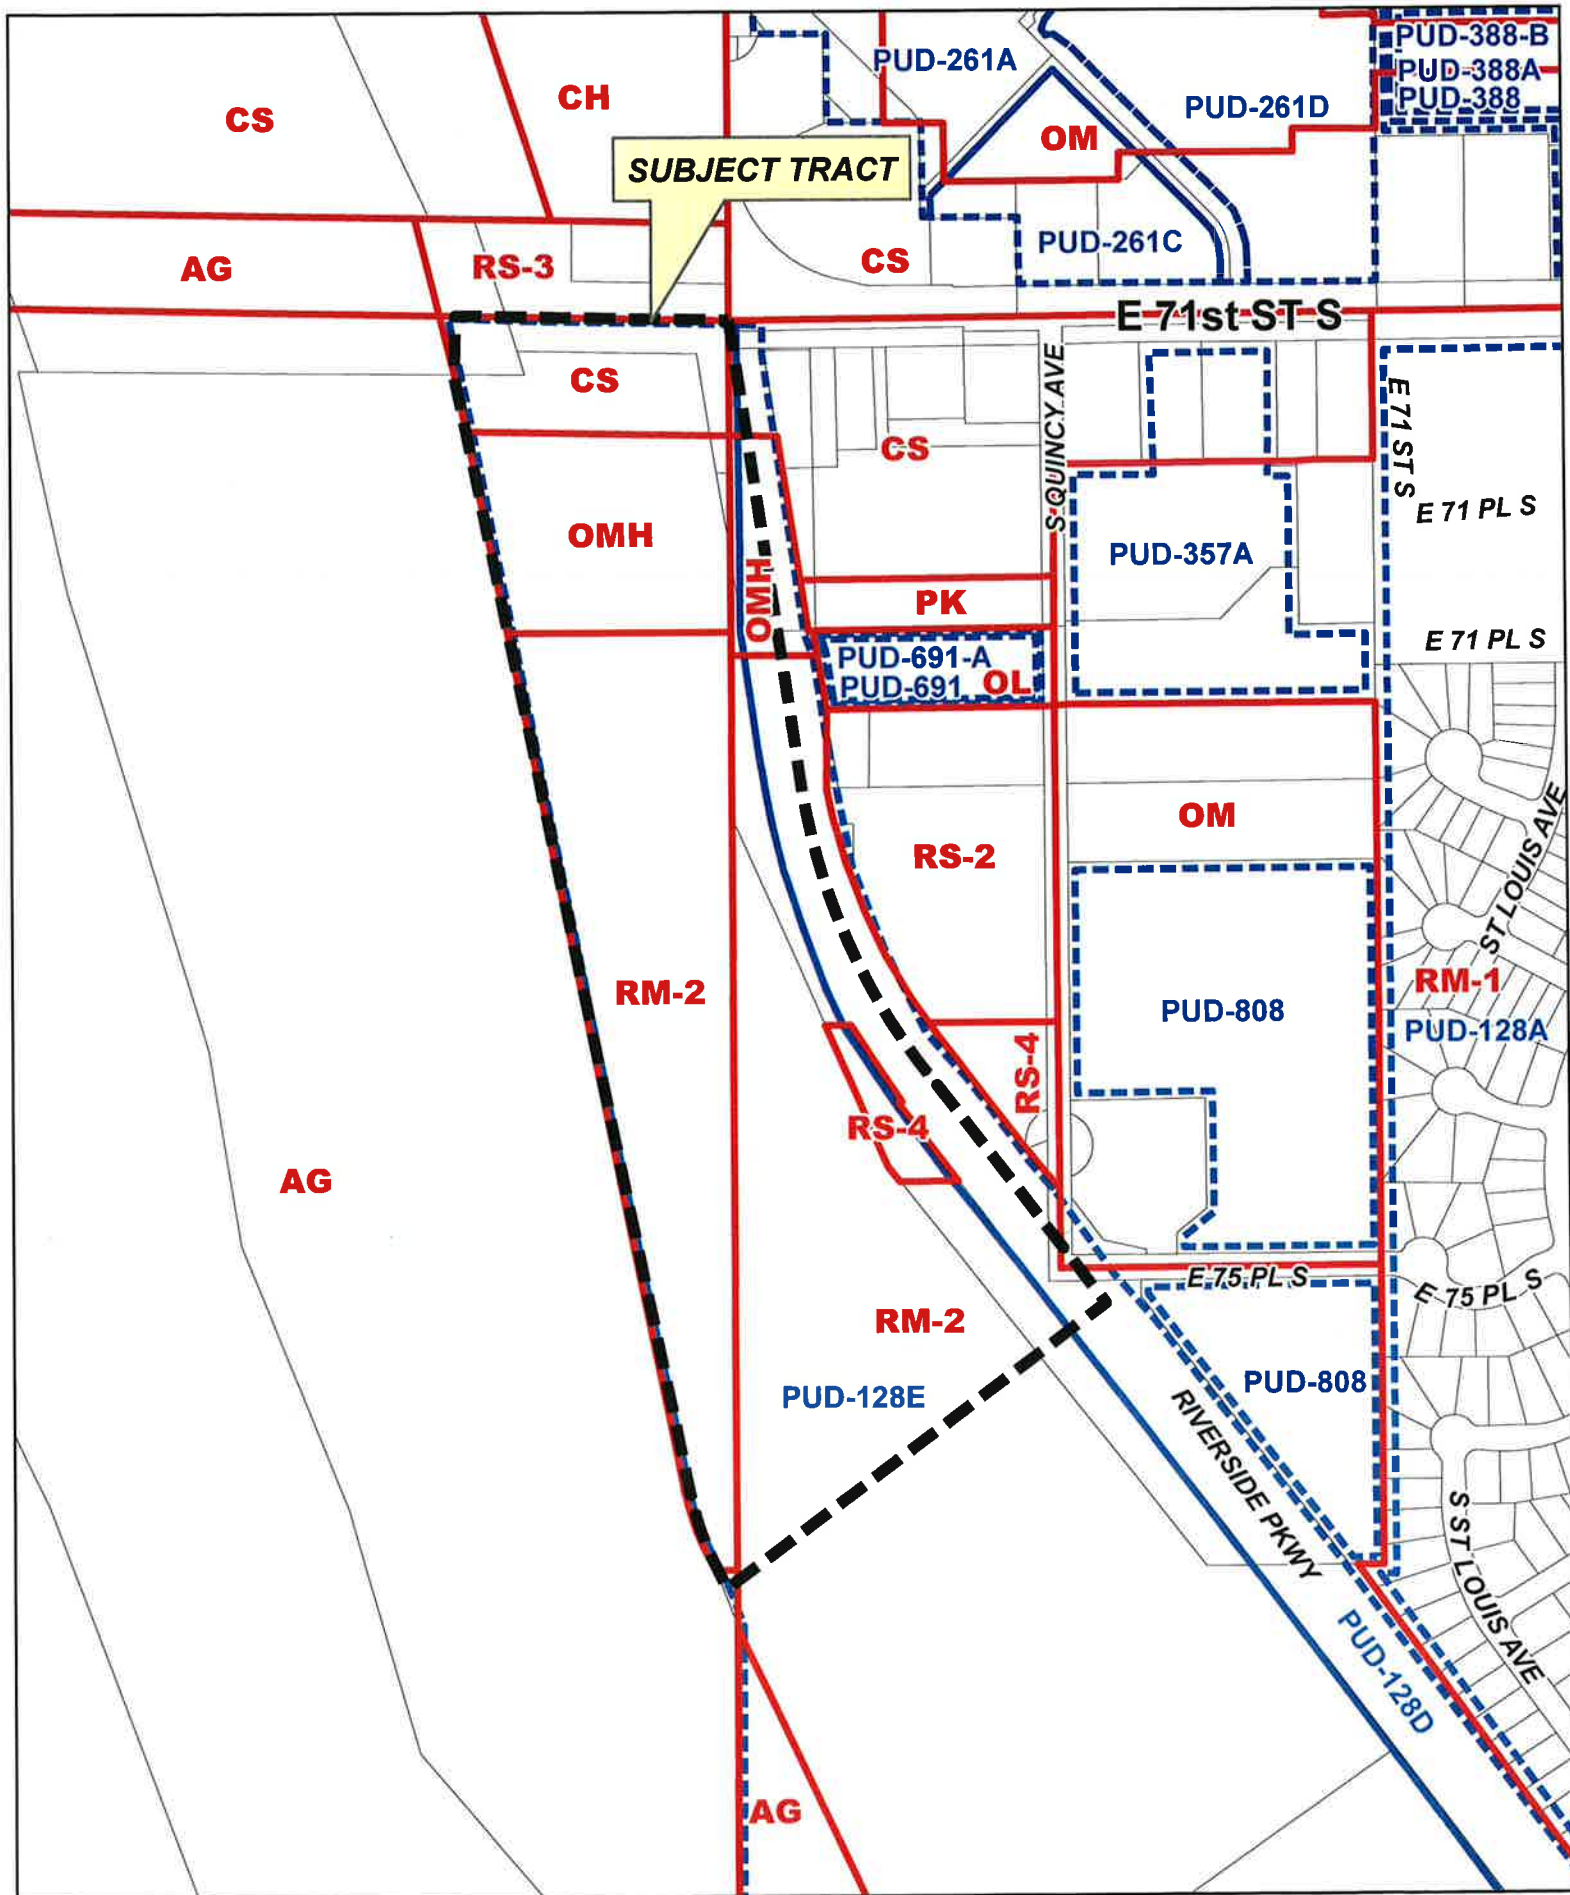 PUD-388-B
PUD-261A
CH
PUD-388A
PUD-388
CS
PUD-261D
OM
SUBJECT TRACT
PUD-261C
CS
AG
RS-3
E 71st ST S
CS
S QUINCY AVE
E 71 ST S
CS
E 71 PL S
OMH
PUD-357A
OMH
PK
E 71 PL S
PUD-691-A
PUD-691 OL
OM
RS-2
ST LOUIS AVE
RM-1
RM-2
PUD-808
PUD-128A
RS-4
RS-4
AG
E 75 PL S
E 75 PL S
RM-2
PUD-808
PUD-128E
RIVERSIDE PKWY
S ST LOUIS AVE
PUD-128D
AG